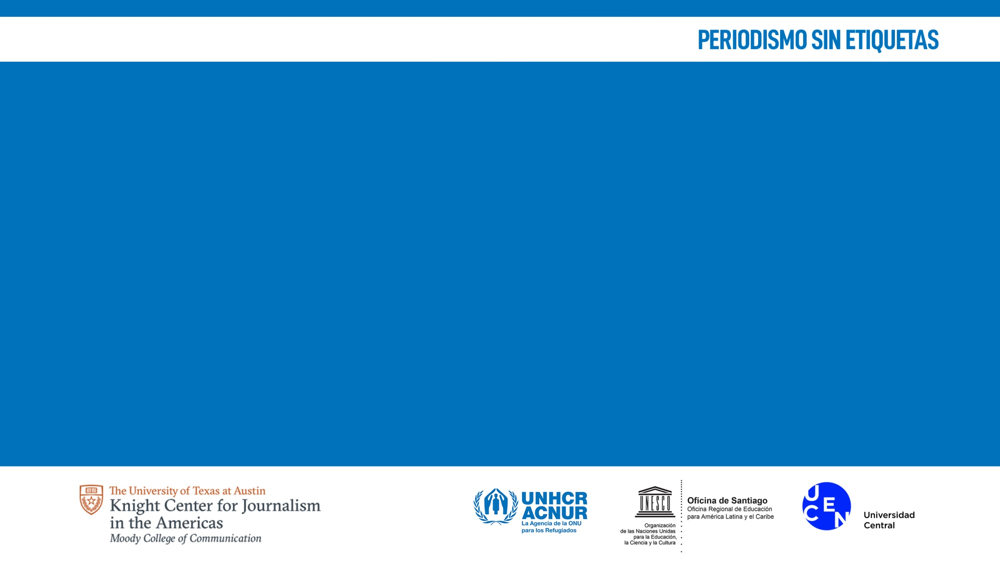 PERIODISMO SIN ETIQUETAS
The University of Texas at Austin
Knight Center for Journalism
in the Americas
Moody College of Communication
UNHCR
ACNUR
La Agencia de la ONU
para los Refugiados
UNESCO
Organización
de las Naciones Unidas
para la Educación,
la Ciencia y la Cultura
Oficina de Santiago
Oficina Regional de Educación
para América Latina y el Caribe
U
C E N
Universidad
Central